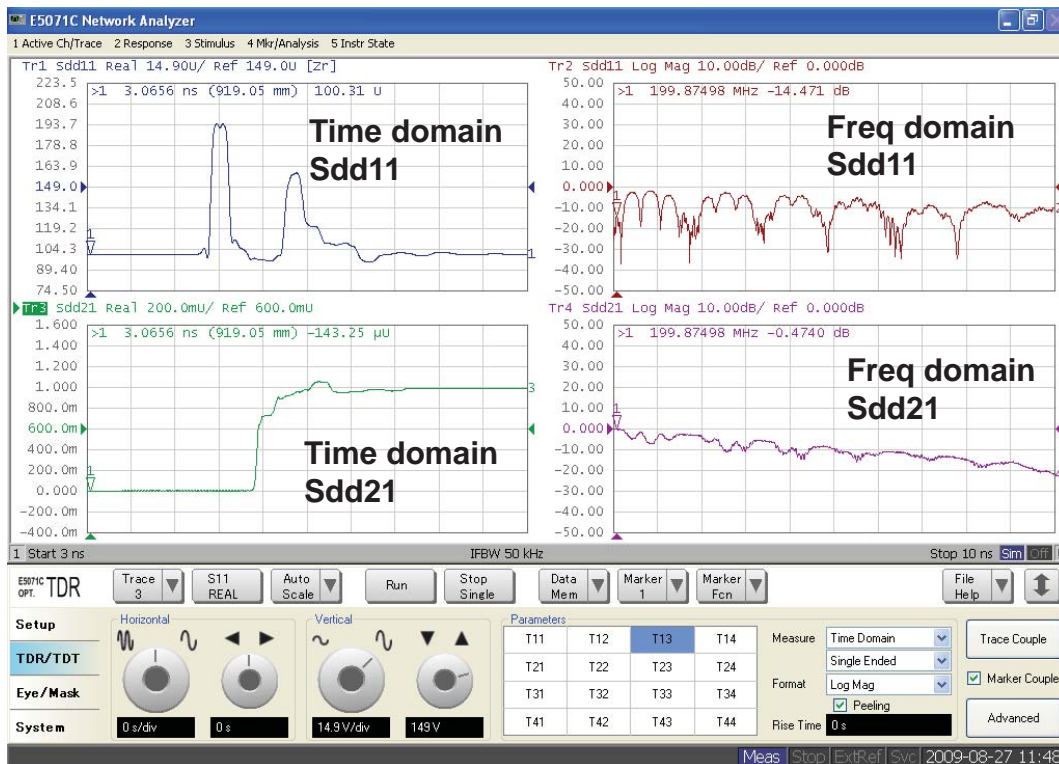 E5071C Network Analyzer
1 Active Ch/Trace 2 Response 3 Stimulus 4 Mkr/Analysis 5 Instr State
Tr1 Sdd11 Real 14.90U/ Ref 149.0U [Zr]
223.5
208.6
193.7
178.8
163.9
149.0
134.1
119.2
104.3
89.40
74.50
>1 3.0656 ns (919.05 mm) 100.31 U
Time domain
Sdd11
1
1
Tr2 Sdd11 Log Mag 10.00dB/ Ref 0.000dB
50.00
40.00
30.00
20.00
10.00
0.000
-10.00
-20.00
-30.00
-40.00
-50.00
>1 199.87498 MHz -14.471 dB
Freq domain
Sdd11
1
Tr3 Sdd21 Real 200.0mU/ Ref 600.0mU
1.600
1.400
1.200
1.000
800.0m
600.0m
400.0m
200.0m
0.000
-200.0m
-400.0m
>1 3.0656 ns (919.05 mm) -143.25 µU
Time domain
Sdd21
1
3
Tr4 Sdd21 Log Mag 10.00dB/ Ref 0.000dB
50.00
40.00
30.00
20.00
10.00
0.000
-10.00
-20.00
-30.00
-40.00
-50.00
>1 199.87498 MHz -0.4740 dB
Freq domain
Sdd21
1
1 Start 3 ns IFBW 50 kHz Stop 10 ns Sim Off
E5071C OPT. TDR
Trace 3
S11 REAL
Auto Scale
Run
Stop Single
Data Mem
Marker 1
Marker Fcn
File Help
Setup
TDR/TDT
Eye/Mask
System
Horizontal
0 s/div
0 s
Vertical
14.9 V/div
149 V
Parameters
T11 T12 T13 T14
T21 T22 T23 T24
T31 T32 T33 T34
T41 T42 T43 T44
Measure Time Domain
Single Ended
Format Log Mag
Peeling
Rise Time 0 s
Trace Couple
Marker Couple
Advanced
Meas Stop ExtRef Svc 2009-08-27 11:48